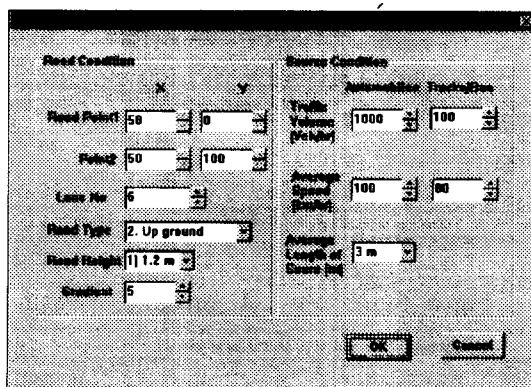 Road Condition
X Y
Road Point1 50 0
Point2 50 100
Lane No 6
Road Type 2. Up ground
Road Height 1) 1.2 m
Gradient 5
Source Condition
Automobiles Trucks/Bus
Traffic Volume [Veh/hr] 1000 100
Average Speed [km/hr] 100 80
Average Length of Cours [m] 3 m
OK Cancel